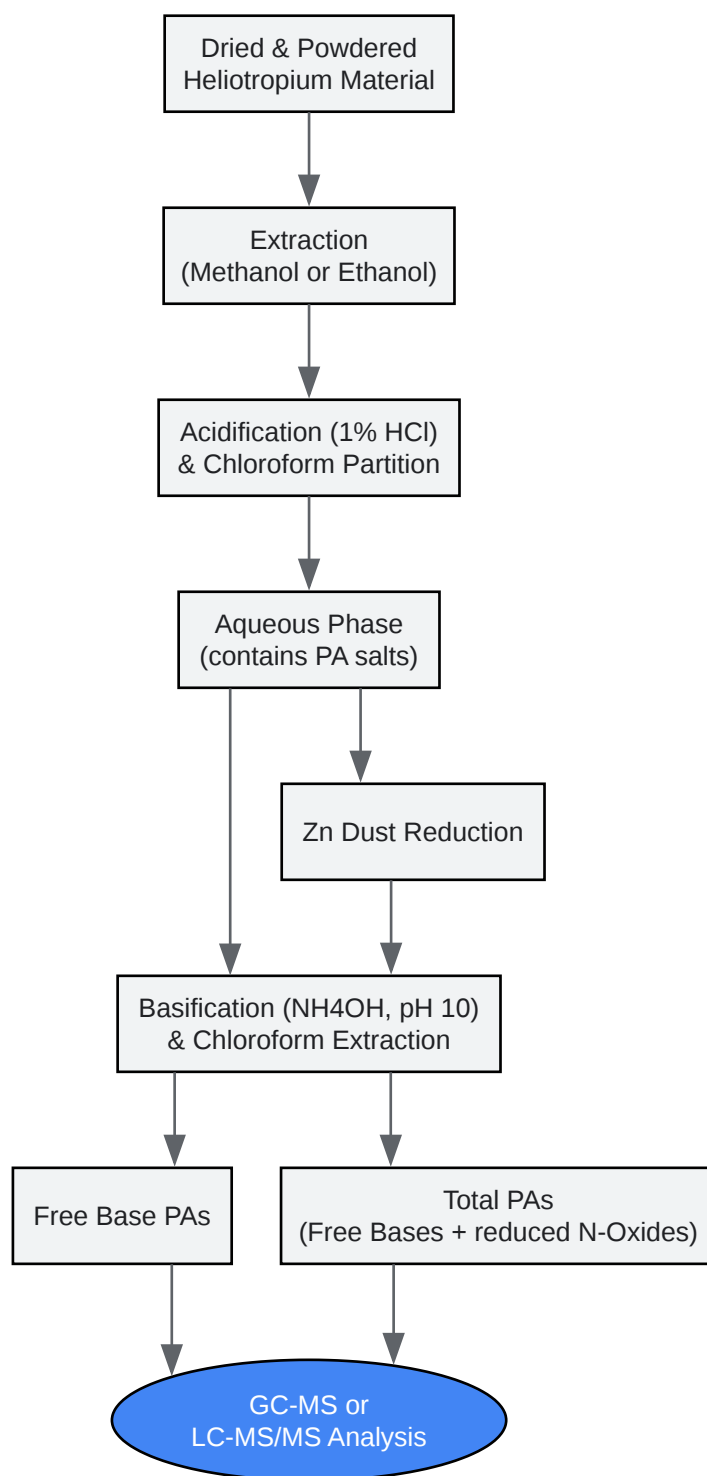 Dried & Powdered
Heliotropium Material
Extraction
(Methanol or Ethanol)
Acidification (1% HCl)
& Chloroform Partition
Aqueous Phase
(contains PA salts)
Zn Dust Reduction
Basification (NH4OH, pH 10)
& Chloroform Extraction
Free Base PAs
Total PAs
(Free Bases + reduced N-Oxides)
GC-MS or
LC-MS/MS Analysis